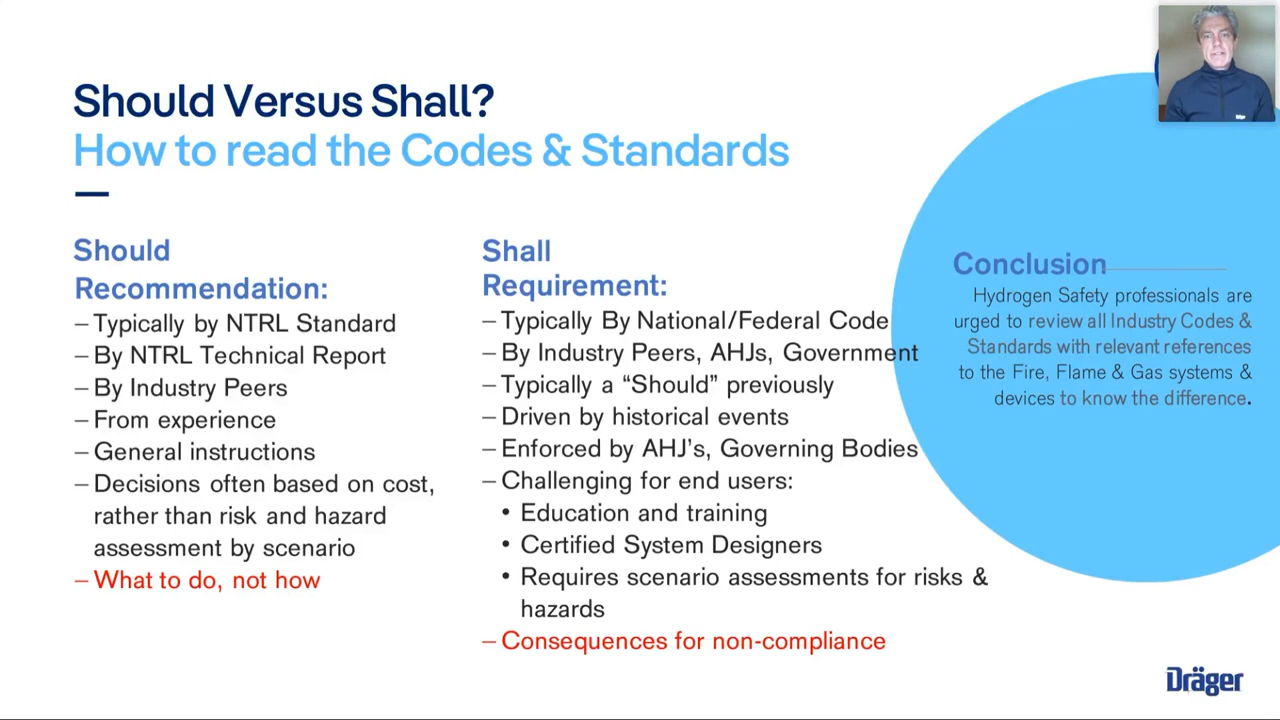 Should Versus Shall?
How to read the Codes & Standards
Should
Recommendation:
– Typically by NTRL Standard
– By NTRL Technical Report
– By Industry Peers
– From experience
– General instructions
– Decisions often based on cost,
rather than risk and hazard
assessment by scenario
– What to do, not how
Shall
Requirement:
– Typically By National/Federal Code
– By Industry Peers, AHJs, Government
– Typically a “Should” previously
– Driven by historical events
– Enforced by AHJ’s, Governing Bodies
– Challenging for end users:
• Education and training
• Certified System Designers
• Requires scenario assessments for risks &
hazards
– Consequences for non-compliance
Conclusion
Hydrogen Safety professionals are
urged to review all Industry Codes &
Standards with relevant references
to the Fire, Flame & Gas systems &
devices to know the difference.
Dräger